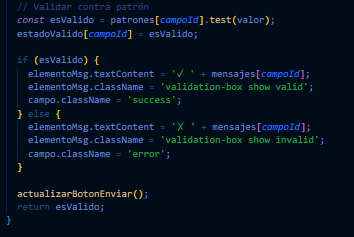 // Validar contra patrón
const esValido = patrones[campoId].test(valor);
estadoValido[campoId] = esValido;
if (esValido) {
elementoMsg.textContent = '✓ ' + mensajes[campoId];
elementoMsg.className = 'validation-box show valid';
campo.className = 'success';
} else {
elementoMsg.textContent = '✗ ' + mensajes[campoId];
elementoMsg.className = 'validation-box show invalid';
campo.className = 'error';
}
actualizarBotonEnviar();
return esValido;
}